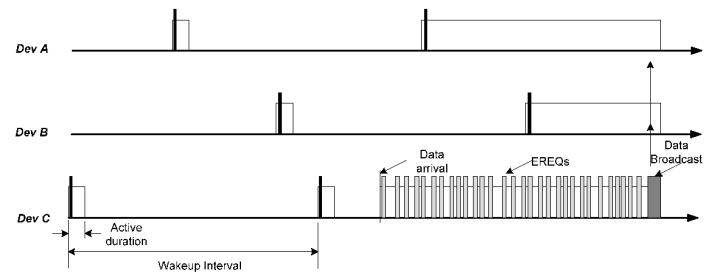 Dev A
Dev B
Data
Broadcast
Data
arrival
EREQs
Dev C
Active
duration
Wakeup Interval